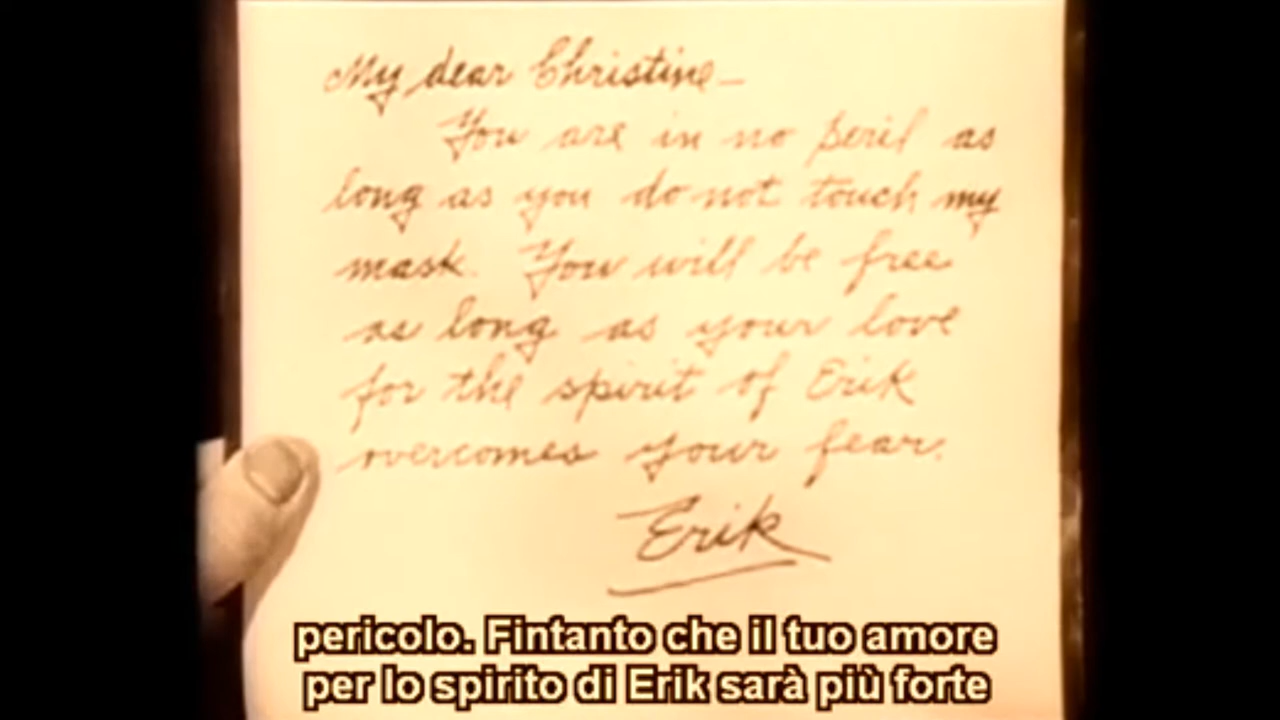 My dear Christine —
You are in no peril as
long as you do not touch my
mask. You will be free
as long as your love
for the spirit of Erik
overcomes your fear.
Erik
pericolo. Fintanto che il tuo amore
per lo spirito di Erik sarà più forte